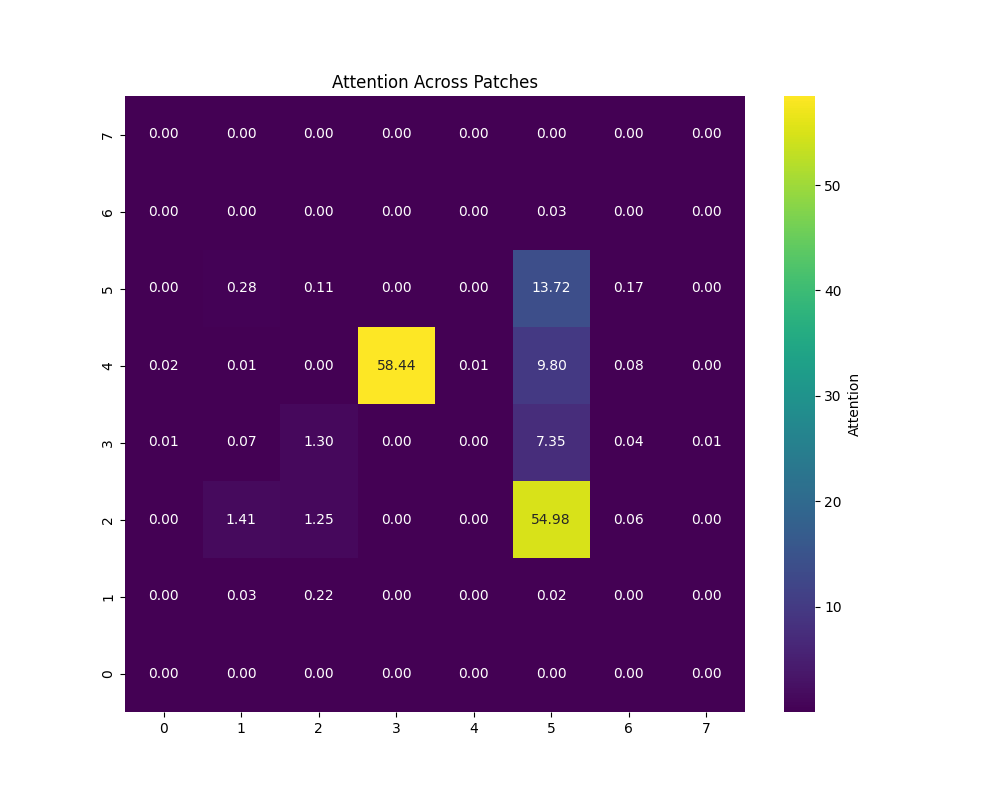 Attention Across Patches
7 0.00 0.00 0.00 0.00 0.00 0.00 0.00 0.00
6 0.00 0.00 0.00 0.00 0.00 0.03 0.00 0.00
5 0.00 0.28 0.11 0.00 0.00 13.72 0.17 0.00
4 0.02 0.01 0.00 58.44 0.01 9.80 0.08 0.00
3 0.01 0.07 1.30 0.00 0.00 7.35 0.04 0.01
2 0.00 1.41 1.25 0.00 0.00 54.98 0.06 0.00
1 0.00 0.03 0.22 0.00 0.00 0.02 0.00 0.00
0 0.00 0.00 0.00 0.00 0.00 0.00 0.00 0.00
0 1 2 3 4 5 6 7
50
40
30
20
10
Attention